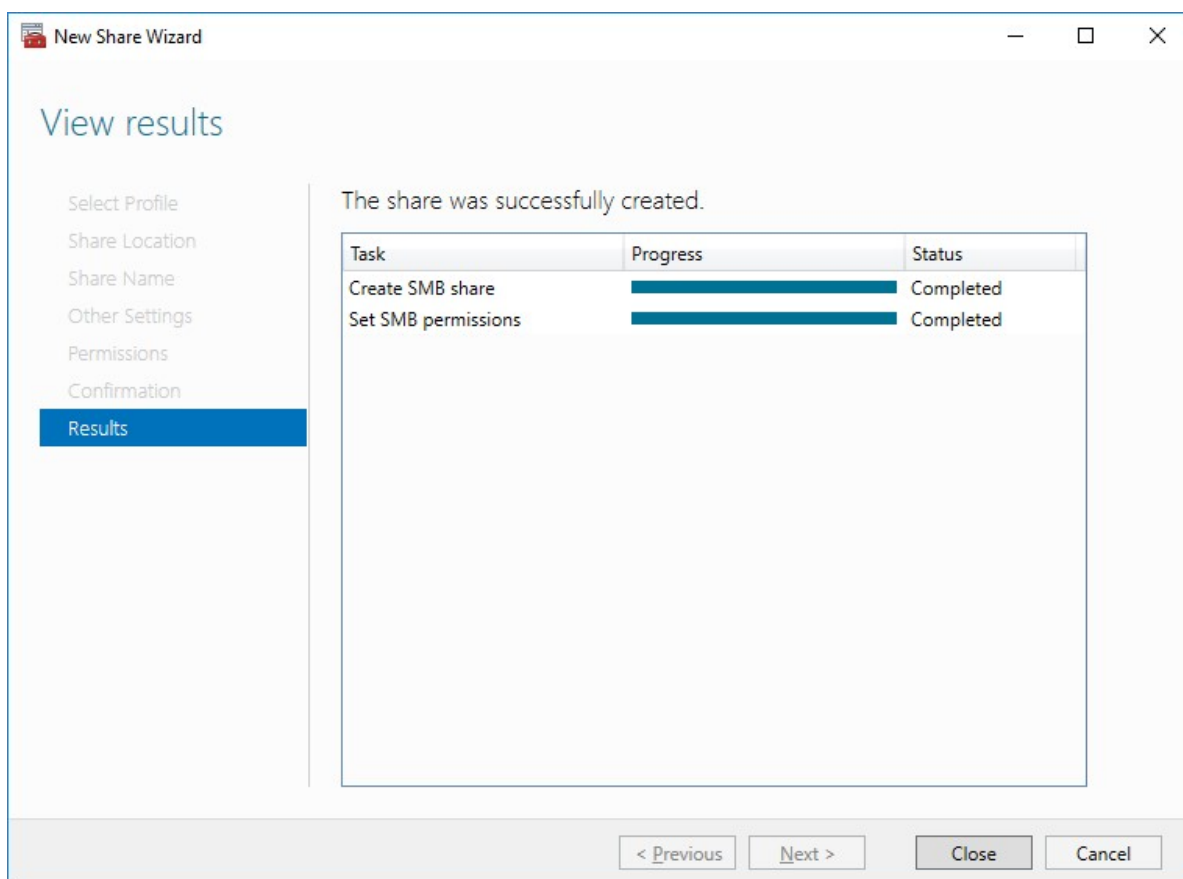 New Share Wizard
View results
Select Profile
Share Location
Share Name
Other Settings
Permissions
Confirmation
Results
The share was successfully created.
Task Progress Status
Create SMB share Completed
Set SMB permissions Completed
< Previous Next > Close Cancel